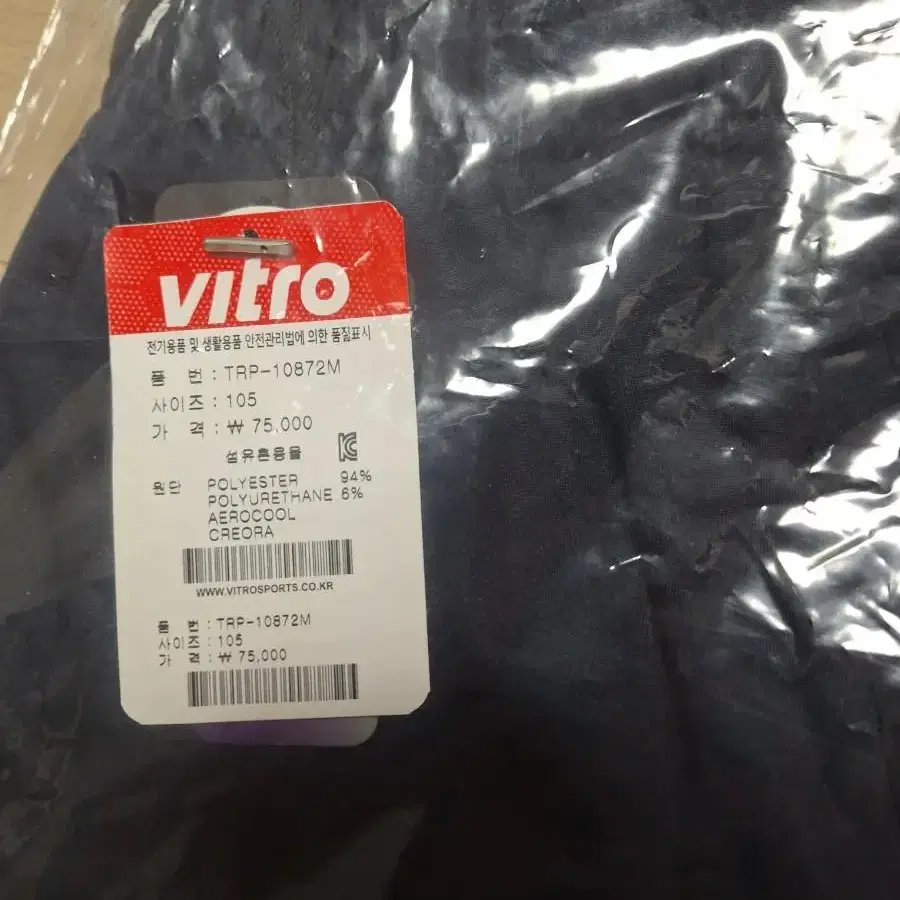 vitro
전기용품 및 생활용품 안전관리법에 의한 품질표시
품 번 : TRP-10872M
사이즈 : 105
가 격 : ₩ 75,000
섬유혼용율
원단 POLYESTER 94%
POLYURETHANE 6%
AEROCOOL
CREORA
WWW.VITROSPORTS.CO.KR
품 번 : TRP-10872M
사이즈 : 105
가 격 : ₩ 75,000